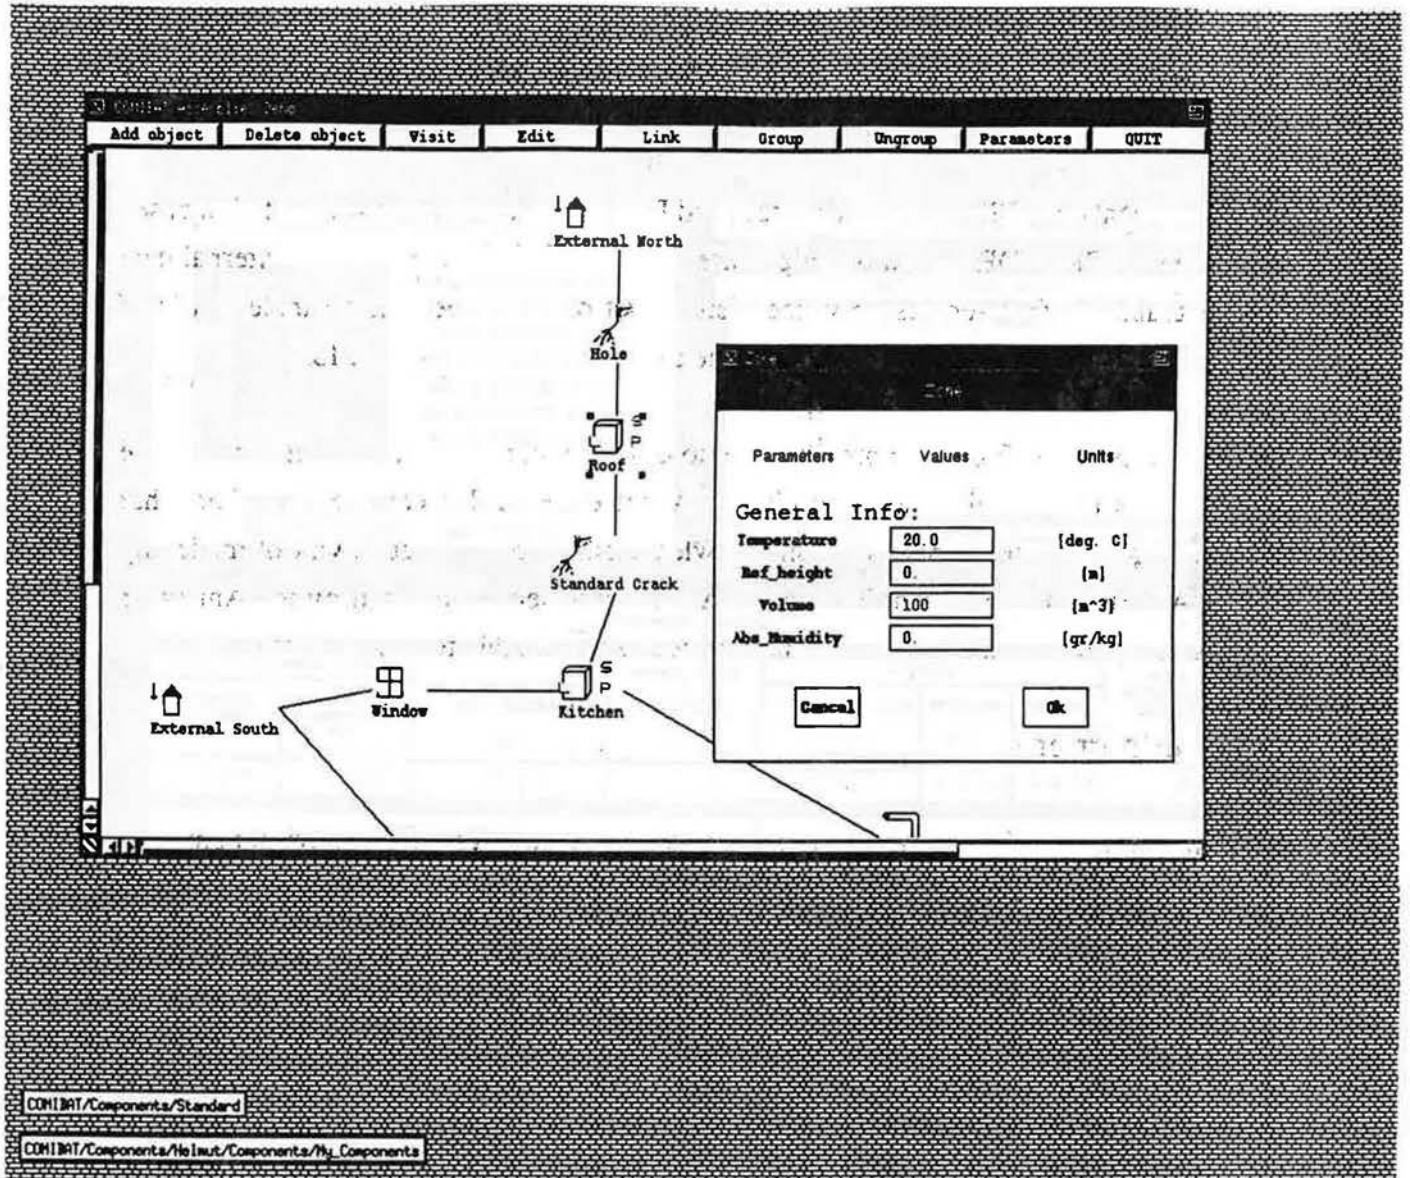 Add object Delete object Visit Edit Link Group Ungroup Parameters QUIT
External North
Hole
S
P
Roof
Parameters Values Units
General Info:
Temperature 20.0 [deg. C]
Ref_height 0. [m]
Standard Crack
Volume 100 [m^3]
Abs_Humidity 0. [gr/kg]
S
P
Window
Kitchen
External South
Cancel Ok
COMIBAT/Components/Standard
COMIBAT/Components/Helmut/Components/My_Components